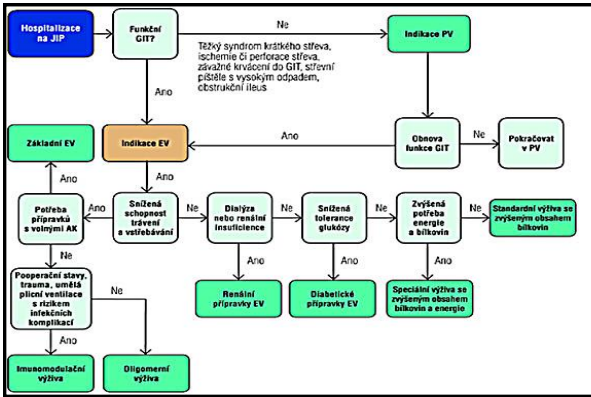 Hospitalizace
na JIP
Funkční
GIT?
Ne
Těžký syndrom krátkého střeva,
ischemie či perforace střeva,
závažné krvácení do GIT, střevní
píštěle s vysokým odpadem,
obstrukční ileus
Indikace PV
Ano
Základní EV
Indikace EV
Ano
Obnova
funkce GIT
Ne
Pokračovat
v PV
Ano
Ano
Potřeba
přípravků
s volnými AK
Ano
Snížená
schopnost
trávení
a vstřebávání
Ne
Dialýza
nebo renální
insuficience
Ne
Snížená
tolerance
glukózy
Ne
Zvýšená
potřeba
energie
a bílkovin
Ne
Standardní výživa se
zvýšeným obsahem
bílkovin
Ne
Ano
Ano
Ano
Pooperační stavy,
trauma, umělá
plicní ventilace
s rizikem
infekčních
komplikací
Ne
Renální
přípravky EV
Diabetické
přípravky EV
Speciální výživa se
zvýšeným obsahem
bílkovin a energie
Ano
Imunomodulační
výživa
Oligomerní
výživa